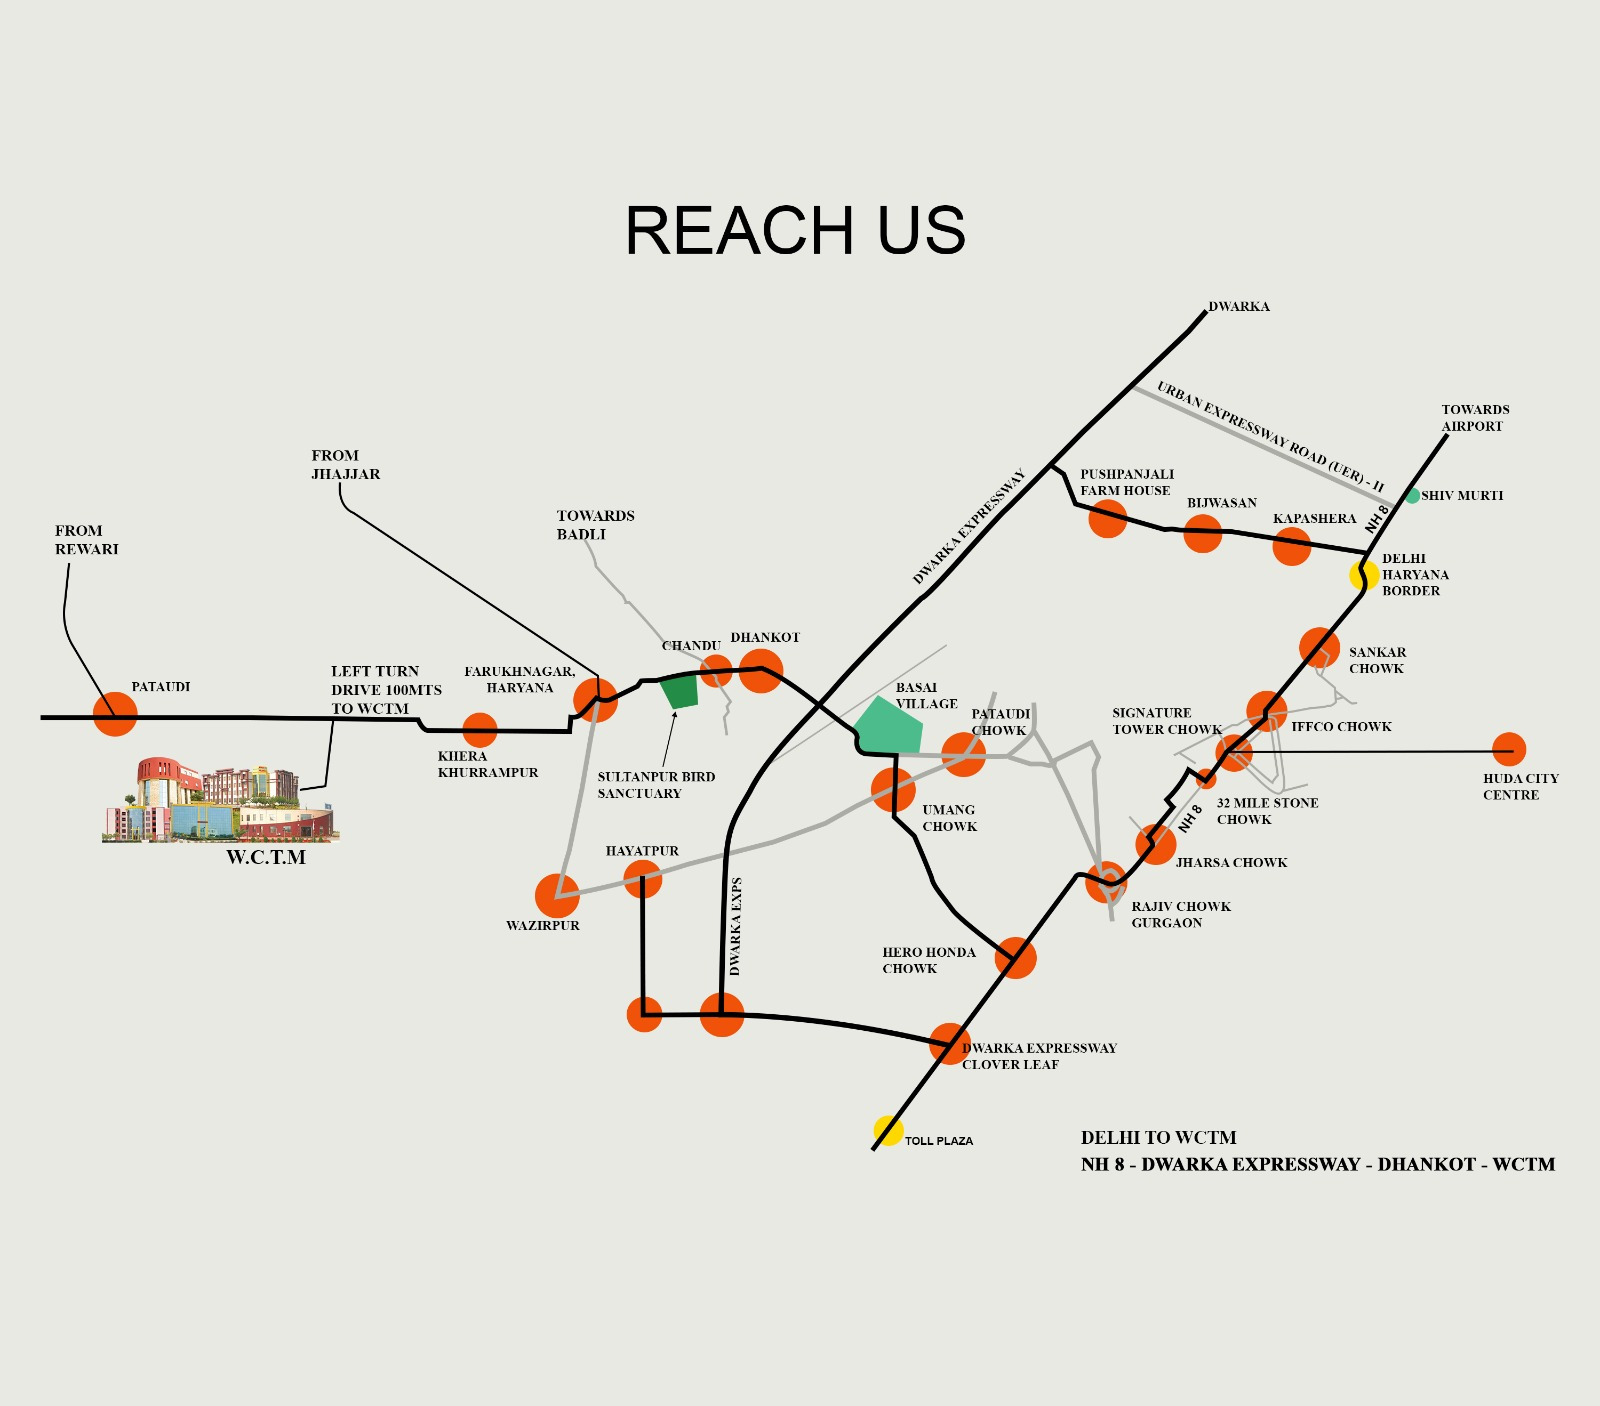 REACH US
DWARKA
URBAN EXPRESSWAY ROAD (UER) - II
TOWARDS
AIRPORT
SHIV MURTI
NH 8
DWARKA EXPRESSWAY
PUSHPANJALI
FARM HOUSE
BIJWASAN
KAPASHERA
DELHI
HARYANA
BORDER
FROM
JHAJJAR
FROM
REWARI
TOWARDS
BADLI
CHANDU
DHANKOT
SANKAR
CHOWK
PATAUDI
LEFT TURN
DRIVE 100MTS
TO WCTM
FARUKHNAGAR,
HARYANA
BASAI
VILLAGE
PATAUDI
CHOWK
SIGNATURE
TOWER CHOWK
IFFCO CHOWK
KHERA
KHURRAMPUR
SULTANPUR BIRD
SANCTUARY
HUDA CITY
CENTRE
UMANG
CHOWK
32 MILE STONE
CHOWK
NH 8
W.C.T.M
HAYATPUR
JHARSA CHOWK
WAZIRPUR
DWARKA EXPS
RAJIV CHOWK
GURGAON
HERO HONDA
CHOWK
DWARKA EXPRESSWAY
CLOVER LEAF
TOLL PLAZA
DELHI TO WCTM
NH 8 - DWARKA EXPRESSWAY - DHANKOT - WCTM